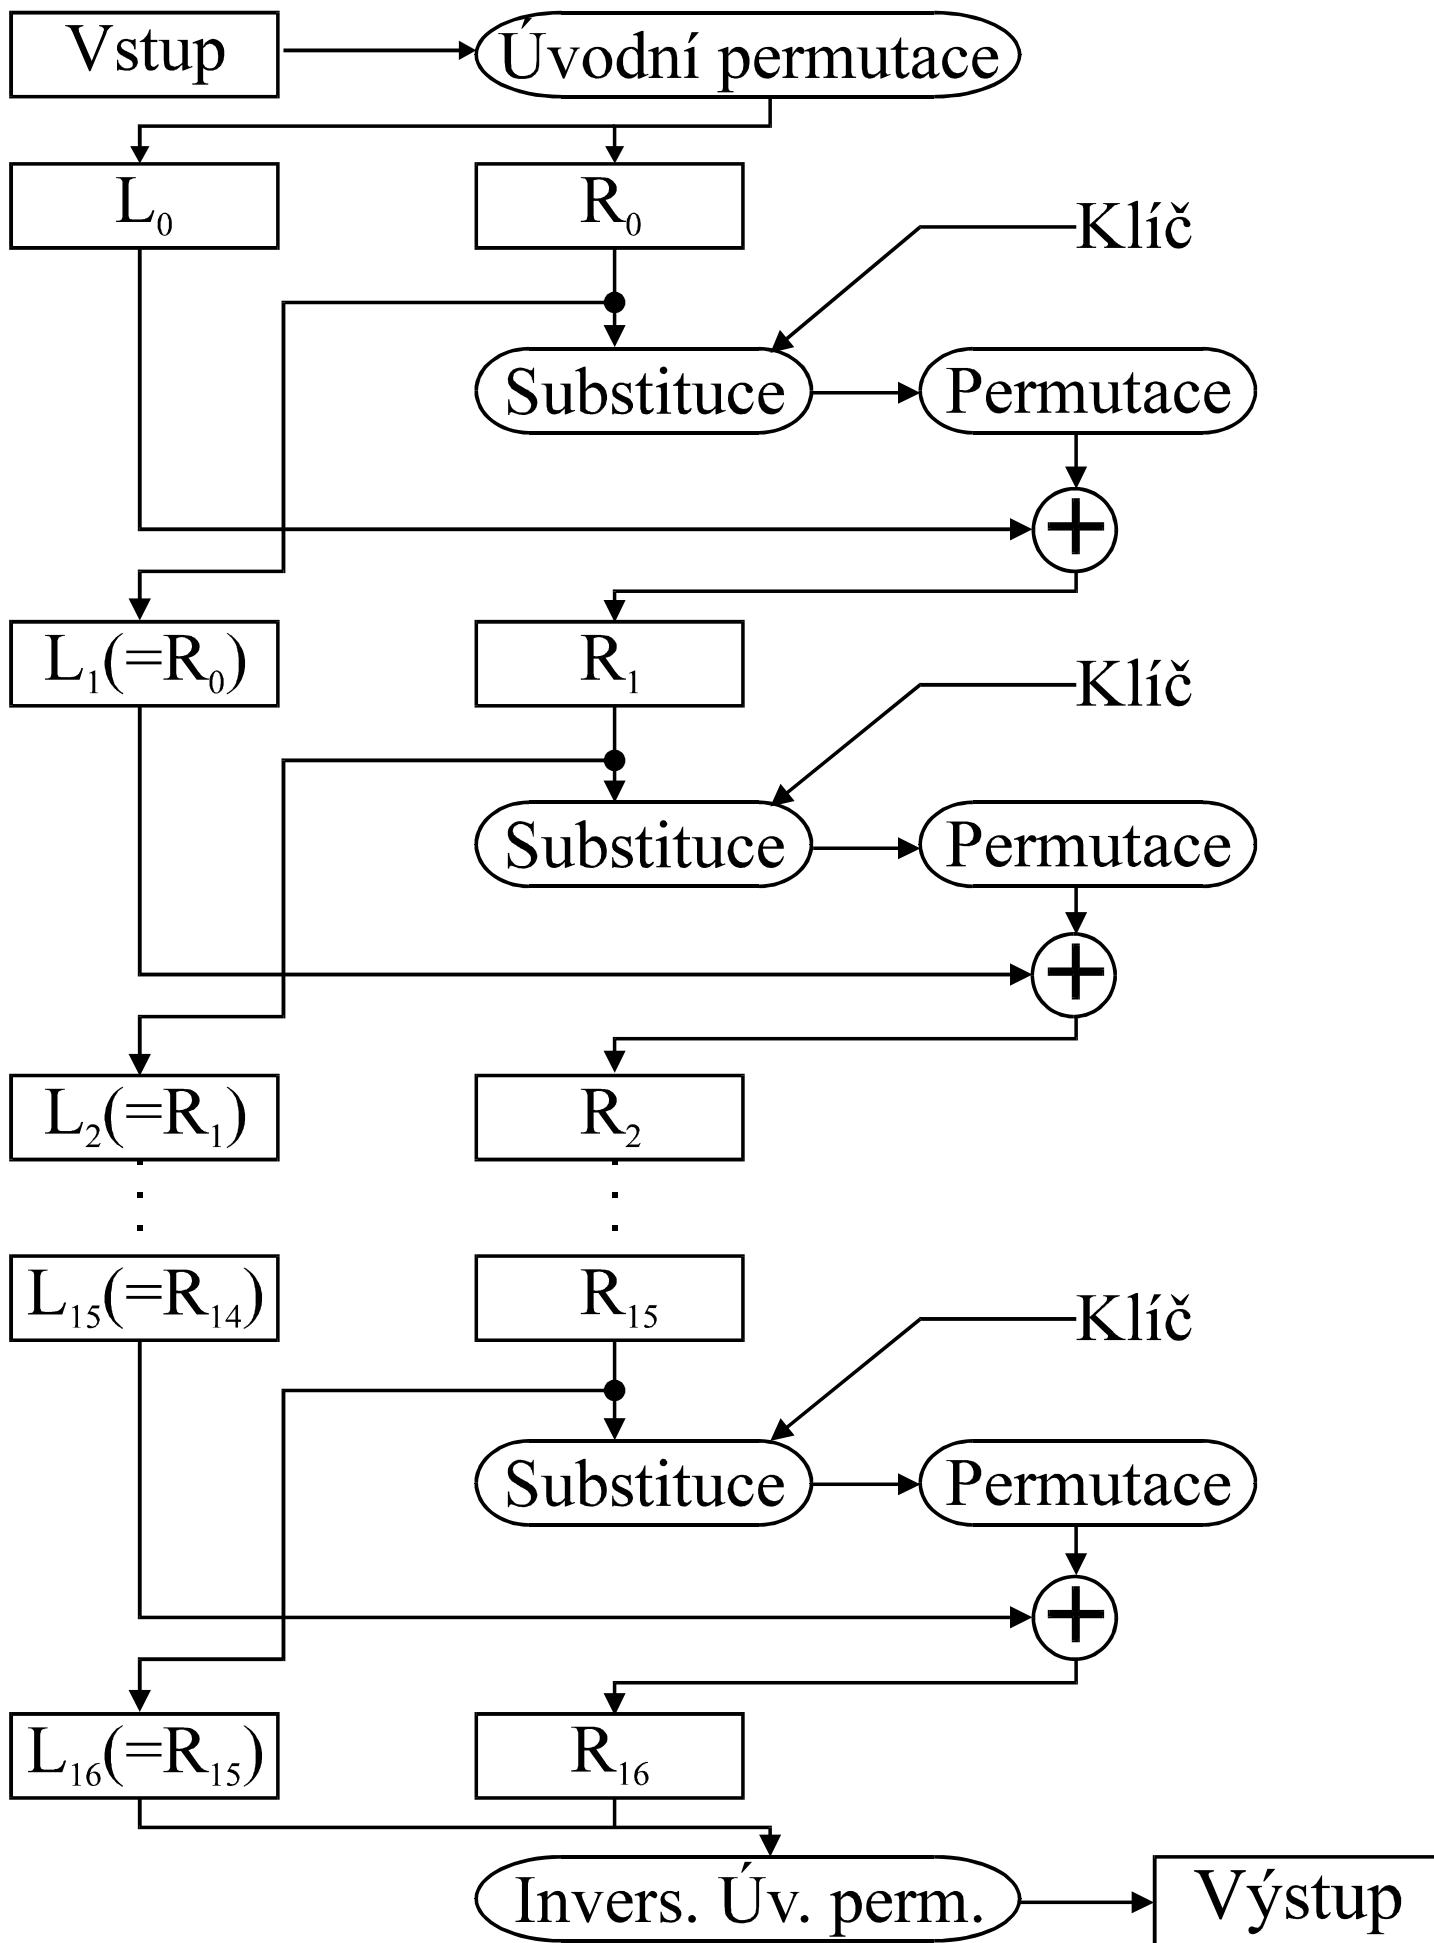 Vstup Úvodní permutace
L₀ R₀ Klíč
Substituce Permutace
+
L₁(=R₀) R₁ Klíč
Substituce Permutace
+
L₂(=R₁) R₂
L₁₅(=R₁₄) R₁₅ Klíč
Substituce Permutace
+
L₁₆(=R₁₅) R₁₆
Invers. Úv. perm. Výstup